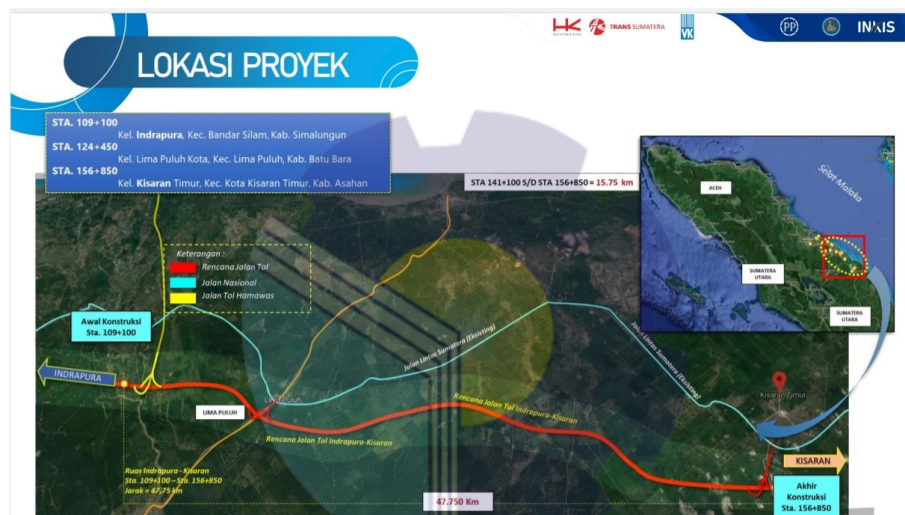 HK
TRANS SUMATERA
VK
PP
INKIS
LOKASI PROYEK
STA. 109+100
Kel. Indrapura, Kec. Bandar Silam, Kab. Simalungun
STA. 124+450
Kel. Lima Puluh Kota, Kec. Lima Puluh, Kab. Batu Bara
STA. 156+850
Kel. Kisaran Timur, Kec. Kota Kisaran Timur, Kab. Asahan
STA 141+100 S/D STA 156+850 = 15.75 km
Selat Malaka
ACEH
SUMATERA
UTARA
SUMATERA
UTARA
Keterangan :
Rencana Jalan Tol
Jalan Nasional
Jalan Tol Hamawas
Awal Konstruksi
Sta. 109+100
INDRAPURA
LIMA PULUH
Jalan Lintas Sumatera (Eksisting)
Jalan Lintas Sumatera (Eksisting)
Kisaran Timur
Rencana Jalan Tol Indrapura-Kisaran
Rencana Jalan Tol Indrapura-Kisaran
KISARAN
Ruas Indrapura - Kisaran
Sta. 109+100 – Sta. 156+850
Jarak = 47,75 km
47.750 Km
Akhir
Konstruksi
Sta. 156+850